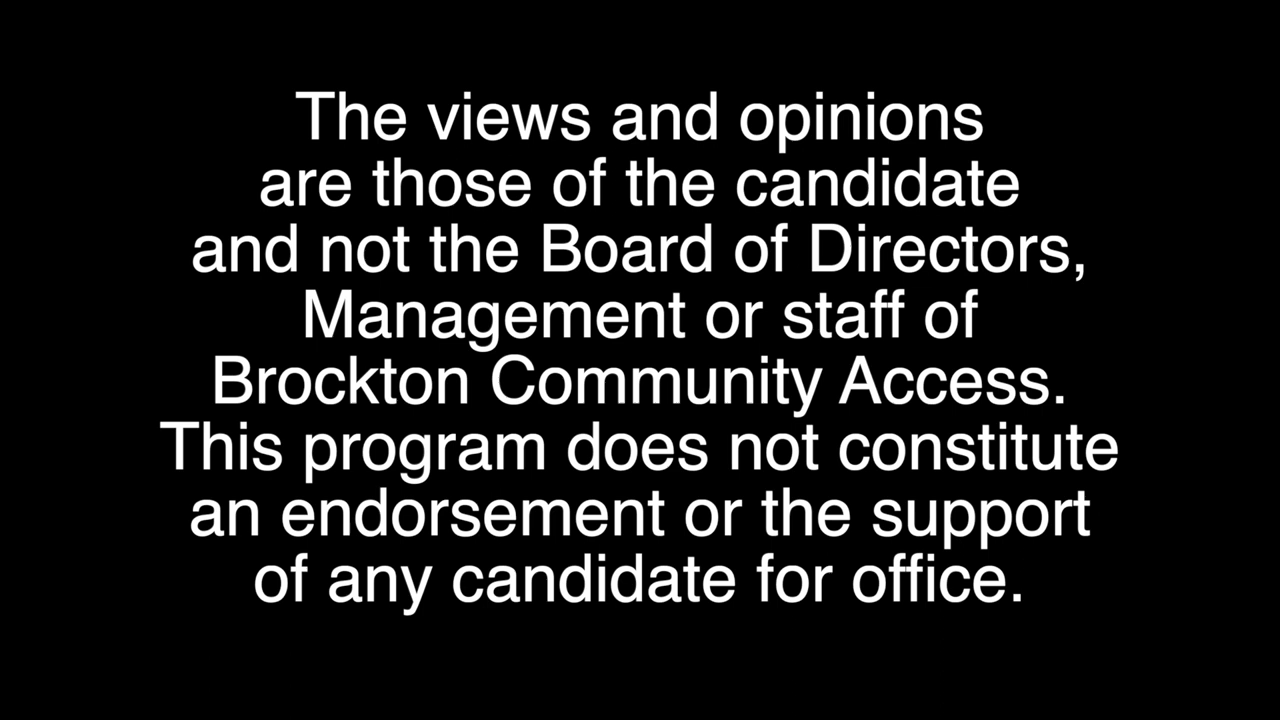 The views and opinions
are those of the candidate
and not the Board of Directors,
Management or staff of
Brockton Community Access.
This program does not constitute
an endorsement or the support
of any candidate for office.